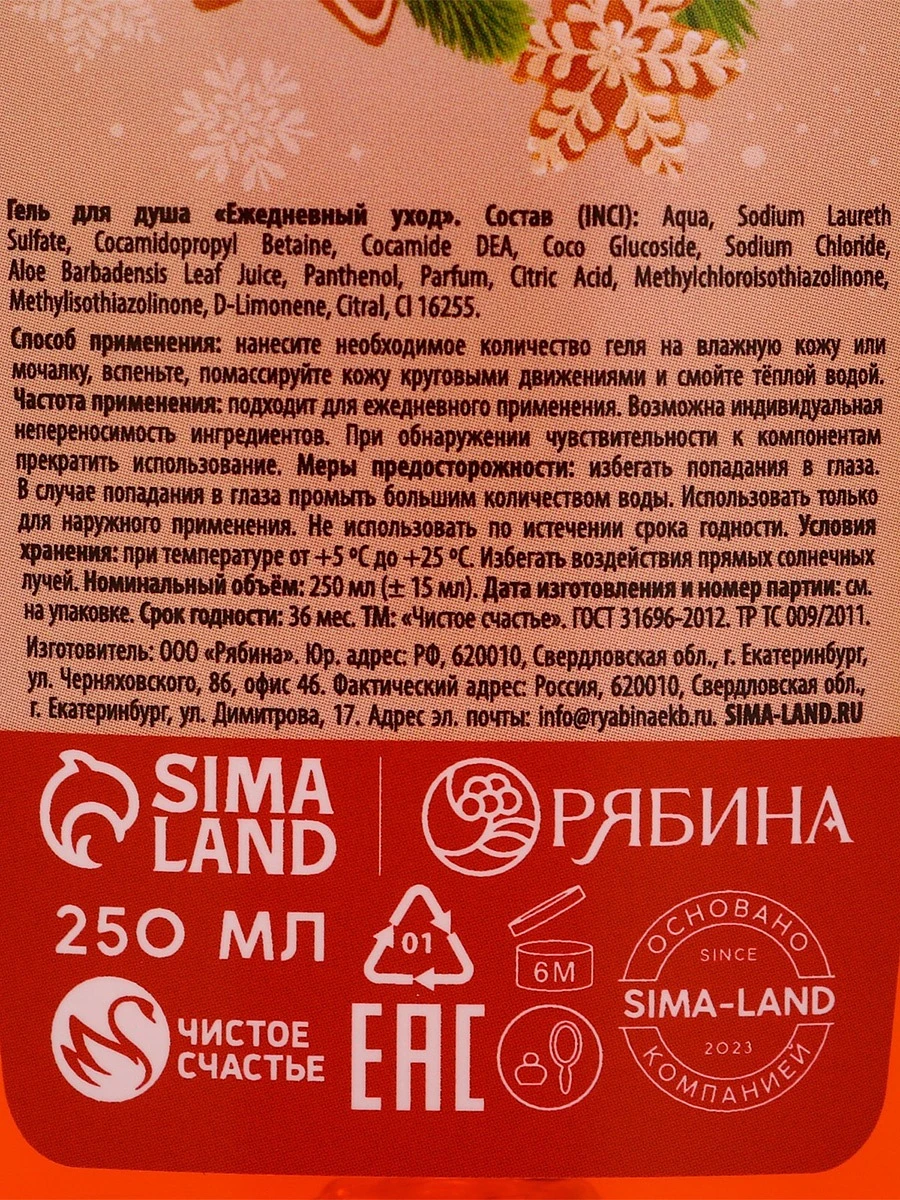 Гель для душа «Ежедневный уход». Состав (INCI): Aqua, Sodium Laureth
Sulfate, Cocamidopropyl Betaine, Cocamide DEA, Coco Glucoside, Sodium Chloride,
Aloe Barbadensis Leaf Juice, Panthenol, Parfum, Citric Acid, Methylchloroisothiazolinone,
Methylisothiazolinone, D-Limonene, Citral, CI 16255.
Способ применения: нанесите необходимое количество геля на влажную кожу или
мочалку, вспеньте, помассируйте кожу круговыми движениями и смойте тёплой водой.
Частота применения: подходит для ежедневного применения. Возможна индивидуальная
непереносимость ингредиентов. При обнаружении чувствительности к компонентам
прекратить использование. Меры предосторожности: избегать попадания в глаза.
В случае попадания в глаза промыть большим количеством воды. Использовать только
для наружного применения. Не использовать по истечении срока годности. Условия
хранения: при температуре от +5 °С до +25 °С. Избегать воздействия прямых солнечных
лучей. Номинальный объём: 250 мл (± 15 мл). Дата изготовления и номер партии: см.
на упаковке. Срок годности: 36 мес. ТМ: «Чистое счастье». ГОСТ 31696-2012. ТР ТС 009/2011.
Изготовитель: ООО «Рябина». Юр. адрес: РФ, 620010, Свердловская обл., г. Екатеринбург,
ул. Черняховского, 86, офис 46. Фактический адрес: Россия, 620010, Свердловская обл.,
г. Екатеринбург, ул. Димитрова, 17. Адрес эл. почты: info@ryabinaekb.ru. SIMA-LAND.RU
SIMA
LAND
РЯБИНА
250 МЛ
01
6M
ОСНОВАНО
SINCE
SIMA-LAND
2023
КОМПАНИЕЙ
ЧИСТОЕ
СЧАСТЬЕ
EAC